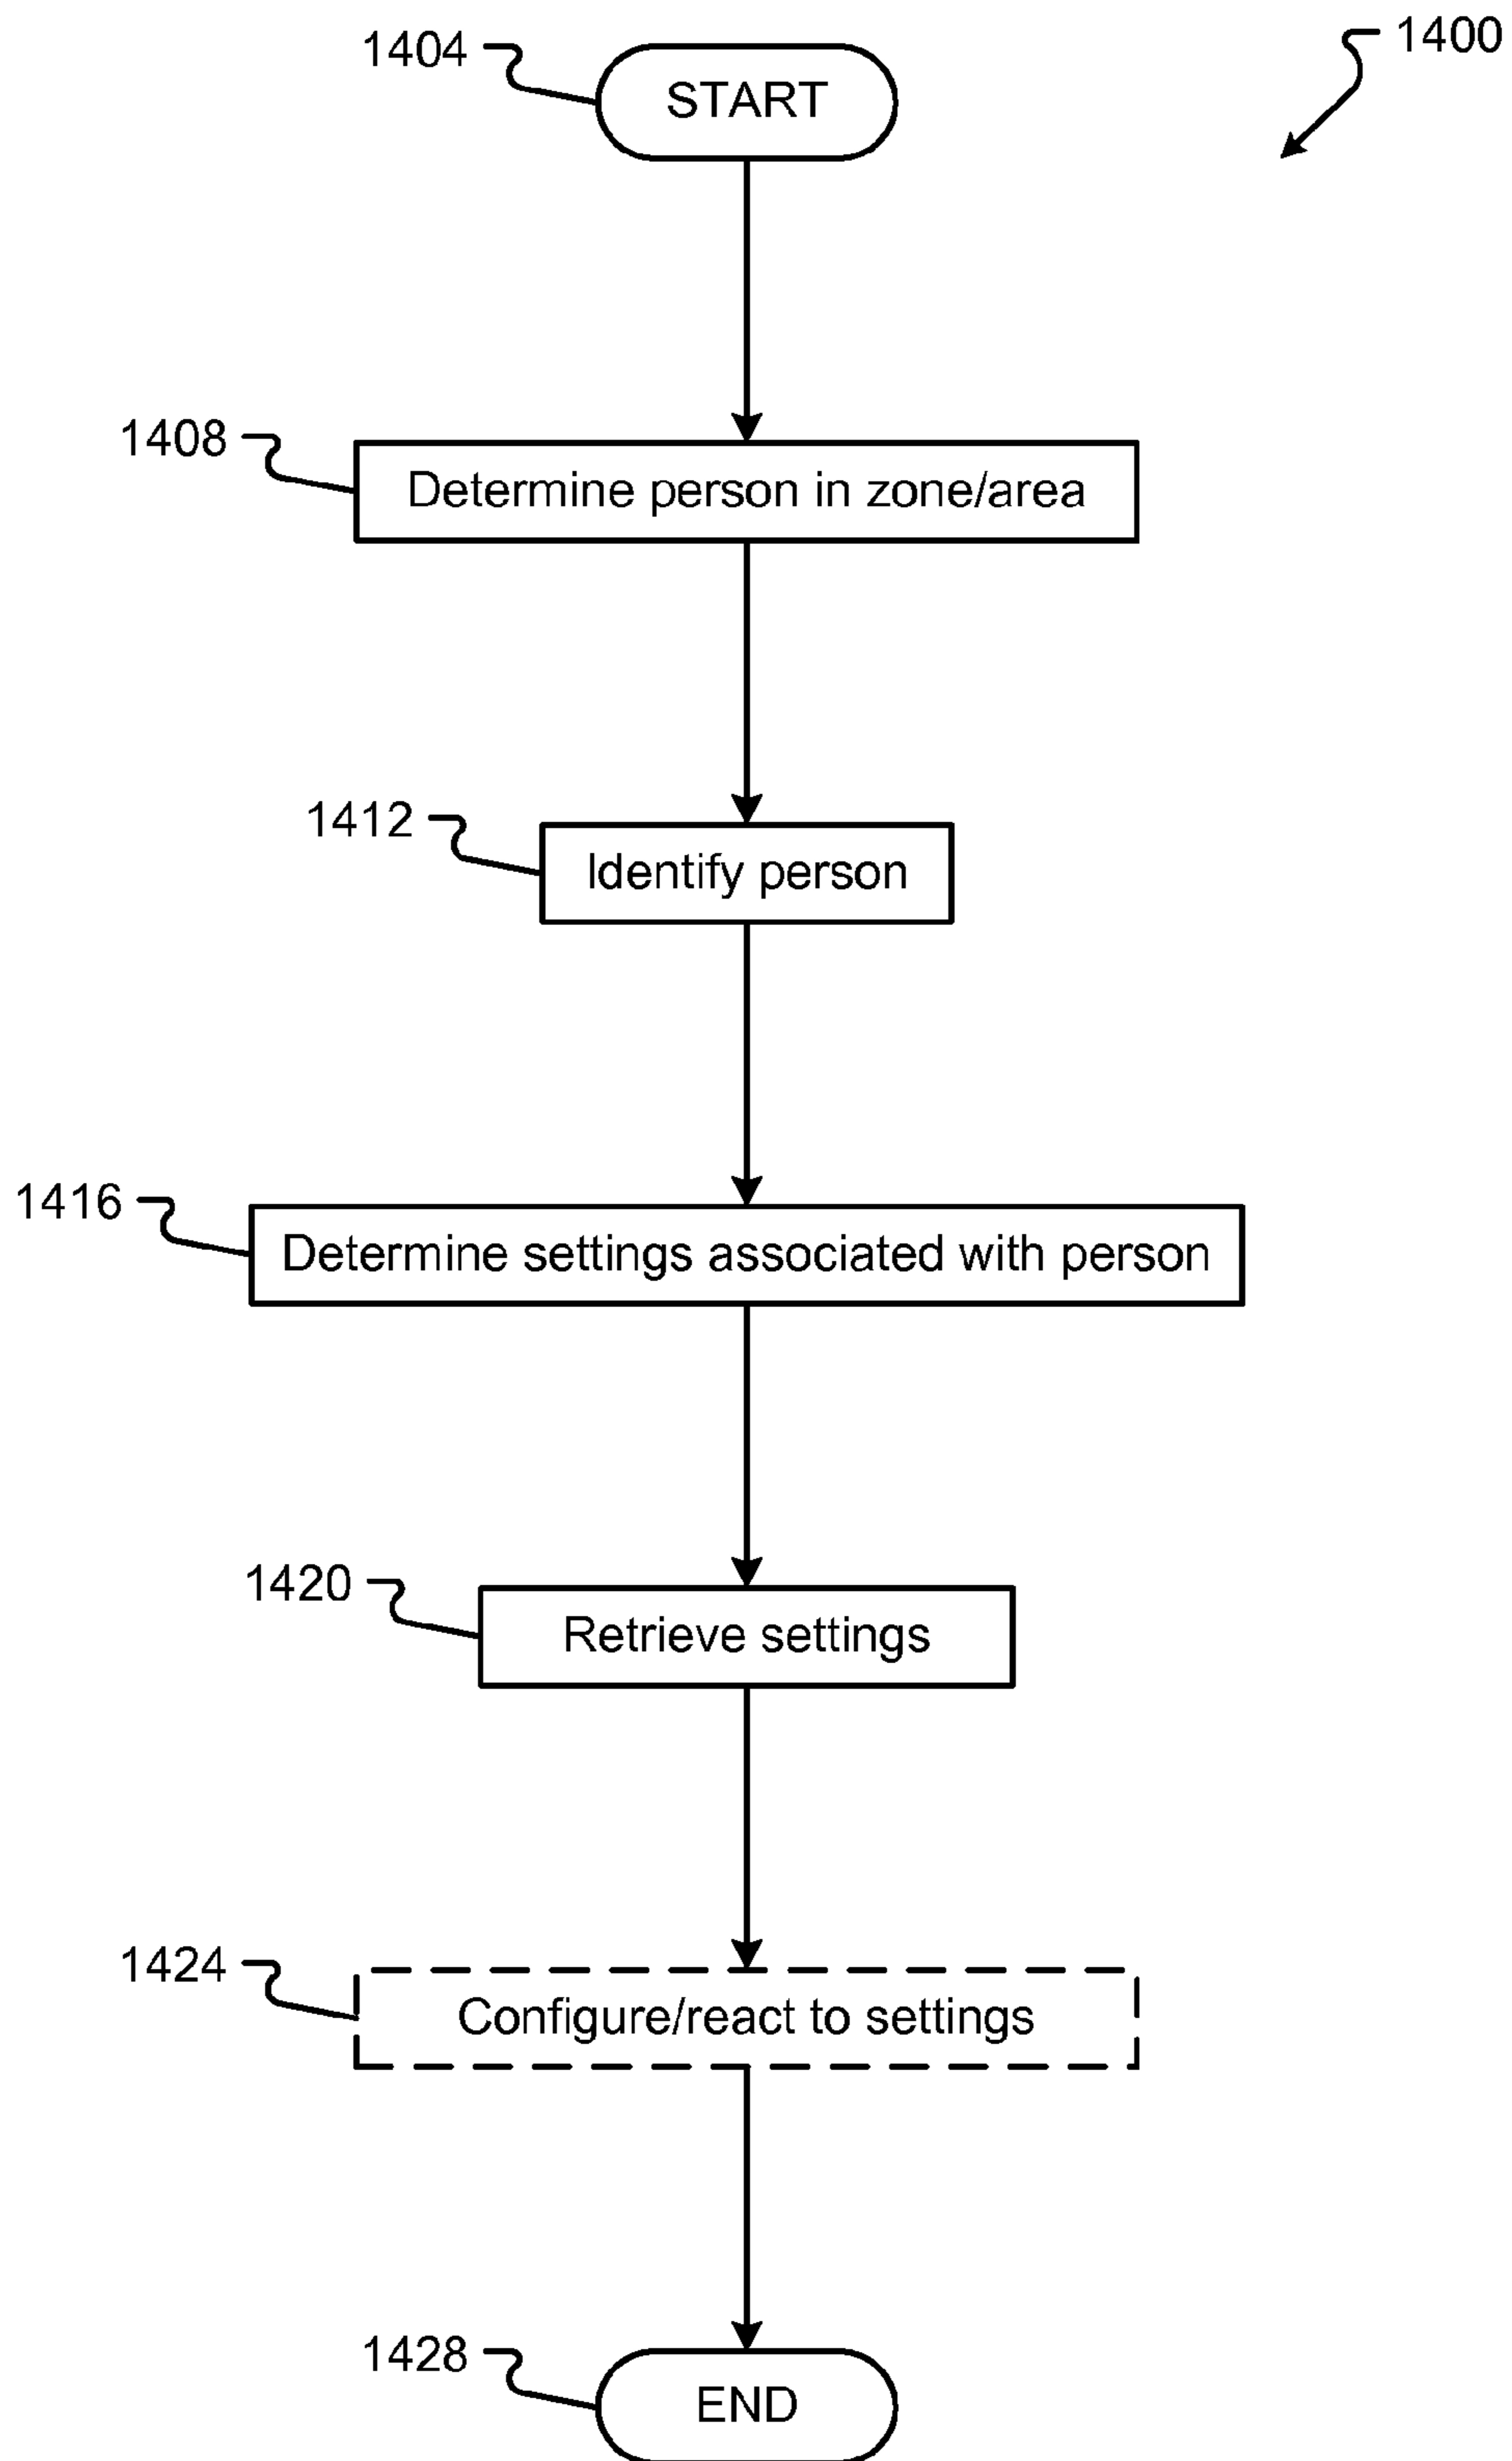 1400
1404
START
1408
Determine person in zone/area
1412
Identify person
1416
Determine settings associated with person
1420
Retrieve settings
1424
Configure/react to settings
1428
END